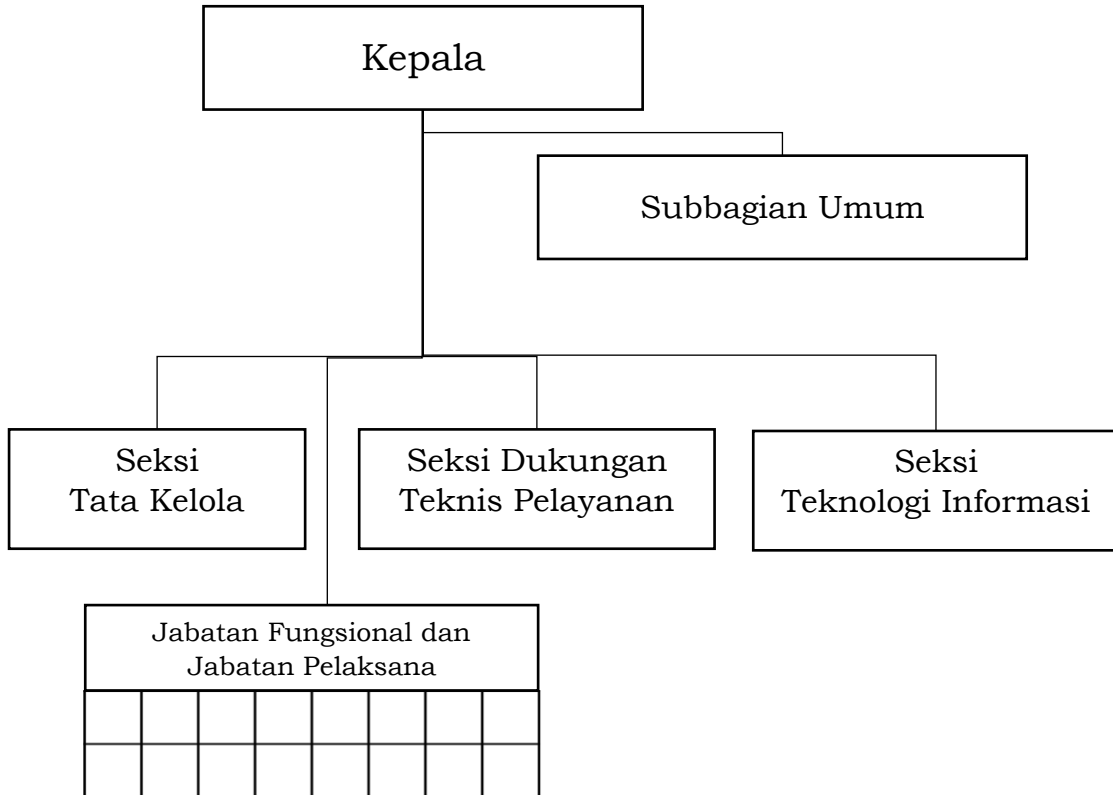 Kepala
Subbagian Umum
Seksi
Tata Kelola
Seksi Dukungan
Teknis Pelayanan
Seksi
Teknologi Informasi
Jabatan Fungsional dan
Jabatan Pelaksana